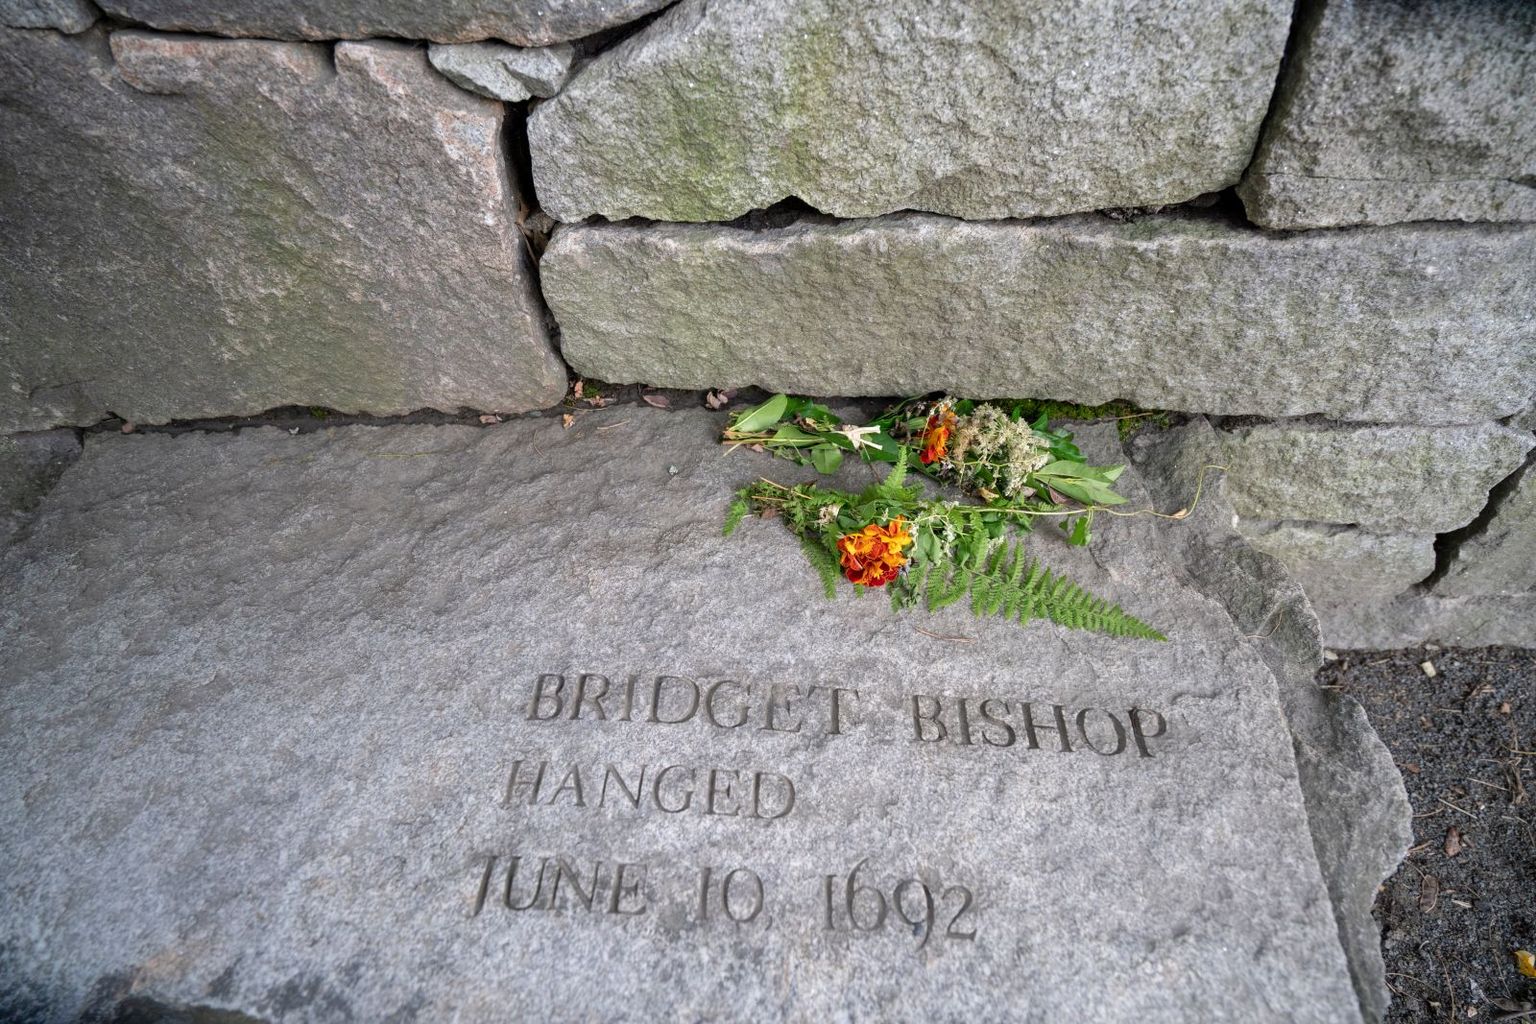 BRIDGET BISHOP
HANGED
JUNE 10, 1692